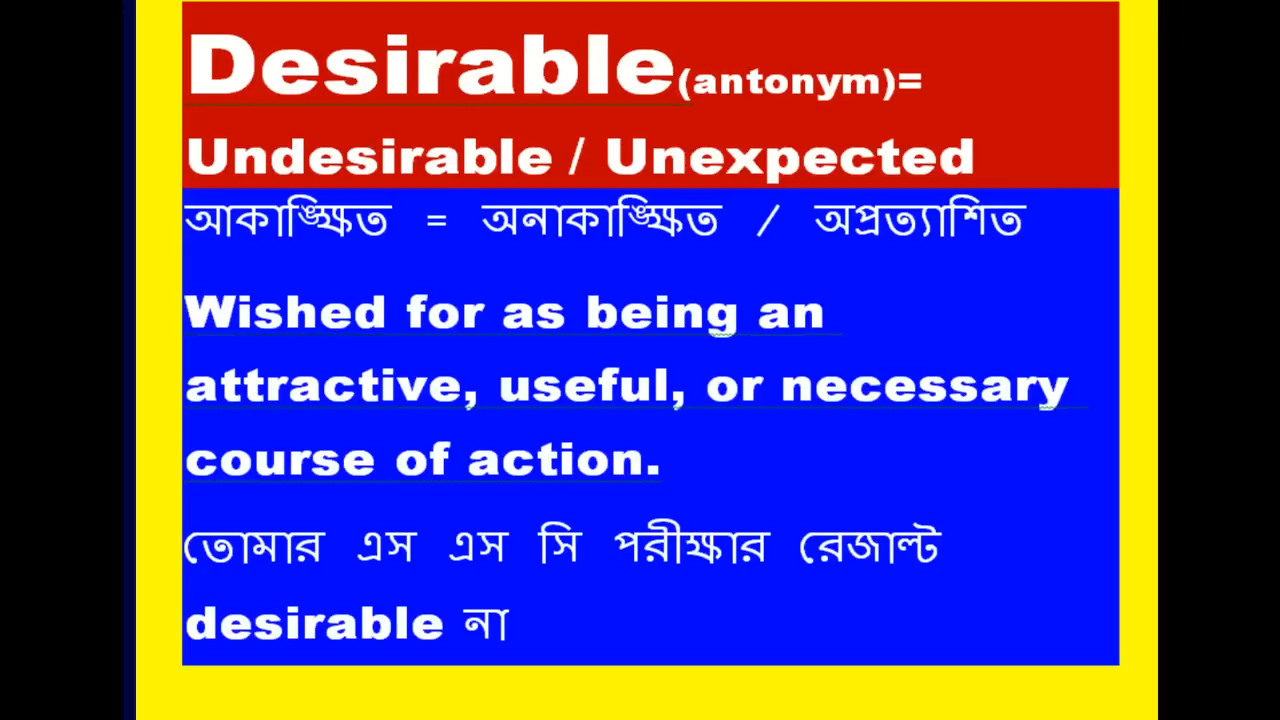 Desirable(antonym)=
Undesirable / Unexpected
আকাঙ্ক্ষিত = অনাকাঙ্ক্ষিত / অপ্রত্যাশিত
Wished for as being an
attractive, useful, or necessary
course of action.
তোমার এস এস সি পরীক্ষার রেজাল্ট
desirable না